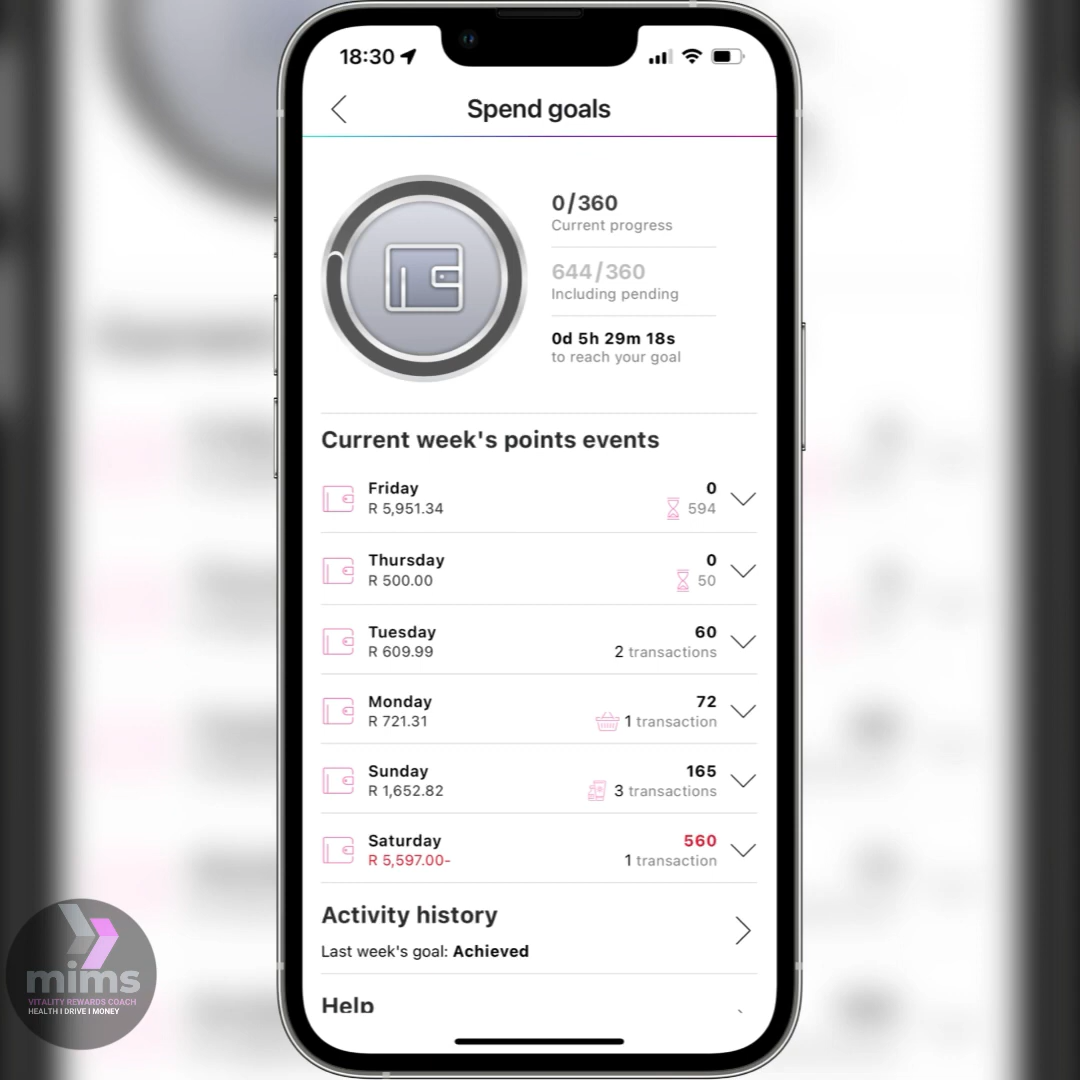 18:30
Spend goals
0/360
Current progress
644/360
Including pending
0d 5h 29m 18s
to reach your goal
Current week's points events
Friday 0
R 5,951.34 594
Thursday 0
R 500.00 50
Tuesday 60
R 609.99 2 transactions
Monday 72
R 721.31 1 transaction
Sunday 165
R 1,652.82 3 transactions
Saturday 560
R 5,597.00- 1 transaction
Activity history
Last week's goal: Achieved
Help
mims
VITALITY REWARDS COACH
HEALTH I DRIVE I MONEY